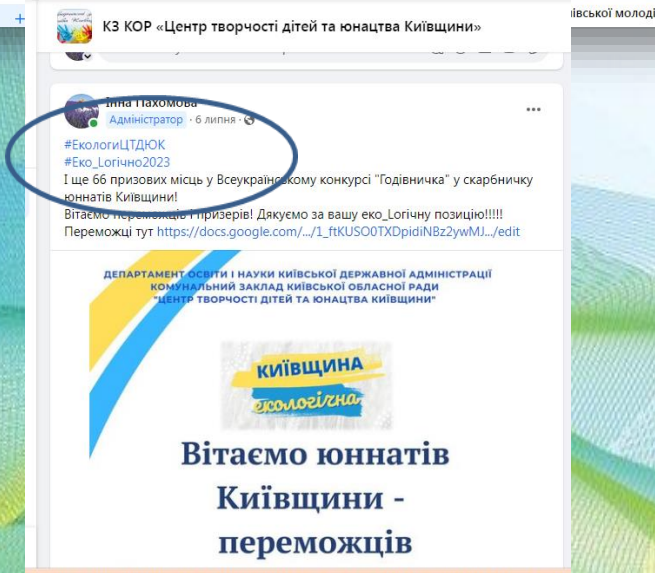 КЗ КОР «Центр творчості дітей та юнацтва Київщини»
івської молоді
Інна Пахомова
Адміністратор · 6 липня ·
#ЕкологиЦТДЮК
#Еко_Lогічно2023
І ще 66 призових місць у Всеукраїнському конкурсі "Годівничка" у скарбничку
юннатів Київщини!
Вітаємо переможців і призерів! Дякуємо за вашу еко_Lогічну позицію!!!!!
Переможці тут https://docs.google.com/.../1_ftKUSO0TXDpidiNBz2ywMJ.../edit
ДЕПАРТАМЕНТ ОСВІТИ І НАУКИ КИЇВСЬКОЇ ДЕРЖАВНОЇ АДМІНІСТРАЦІЇ
КОМУНАЛЬНИЙ ЗАКЛАД КИЇВСЬКОЇ ОБЛАСНОЇ РАДИ
"ЦЕНТР ТВОРЧОСТІ ДІТЕЙ ТА ЮНАЦТВА КИЇВЩИНИ"
КИЇВЩИНА
екологічна
Вітаємо юннатів
Київщини -
переможців